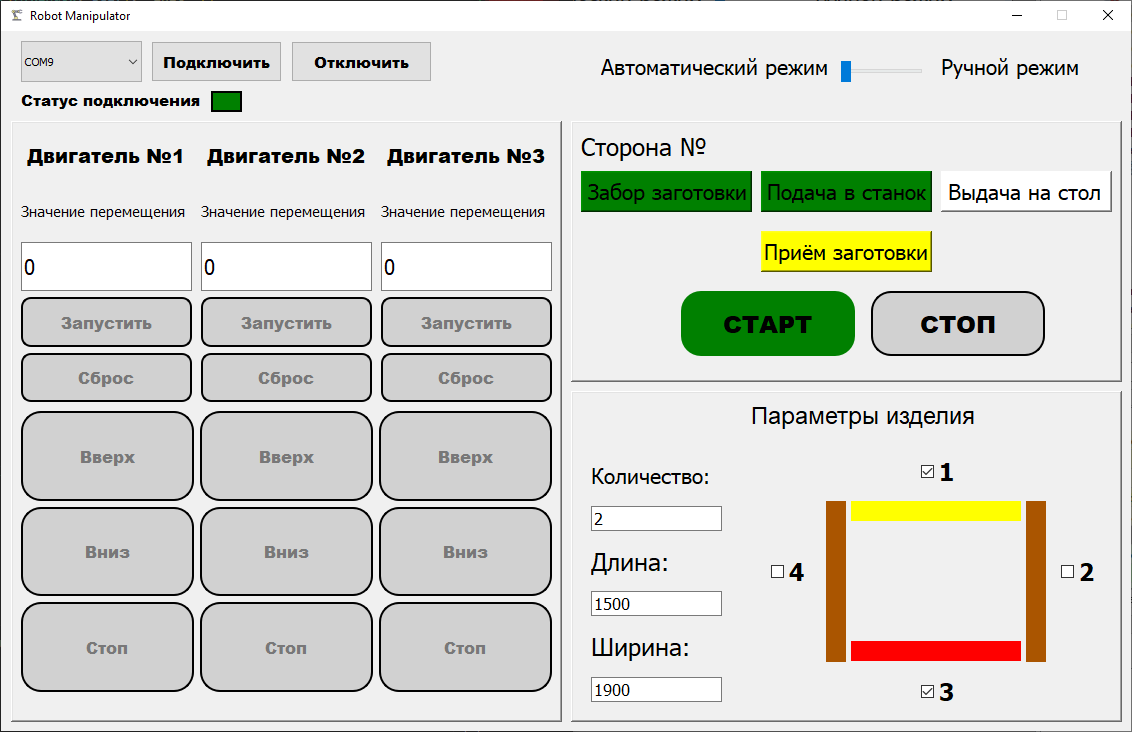 Robot Manipulator
COM9
Подключить
Отключить
Автоматический режим
Ручной режим
Статус подключения
Двигатель №1
Двигатель №2
Двигатель №3
Значение перемещения
Значение перемещения
Значение перемещения
0
0
0
Запустить
Запустить
Запустить
Сброс
Сброс
Сброс
Вверх
Вверх
Вверх
Вниз
Вниз
Вниз
Стоп
Стоп
Стоп
Сторона №
Забор заготовки
Подача в станок
Выдача на стол
Приём заготовки
СТАРТ
СТОП
Параметры изделия
Количество:
2
Длина:
1500
Ширина:
1900
1
4
2
3